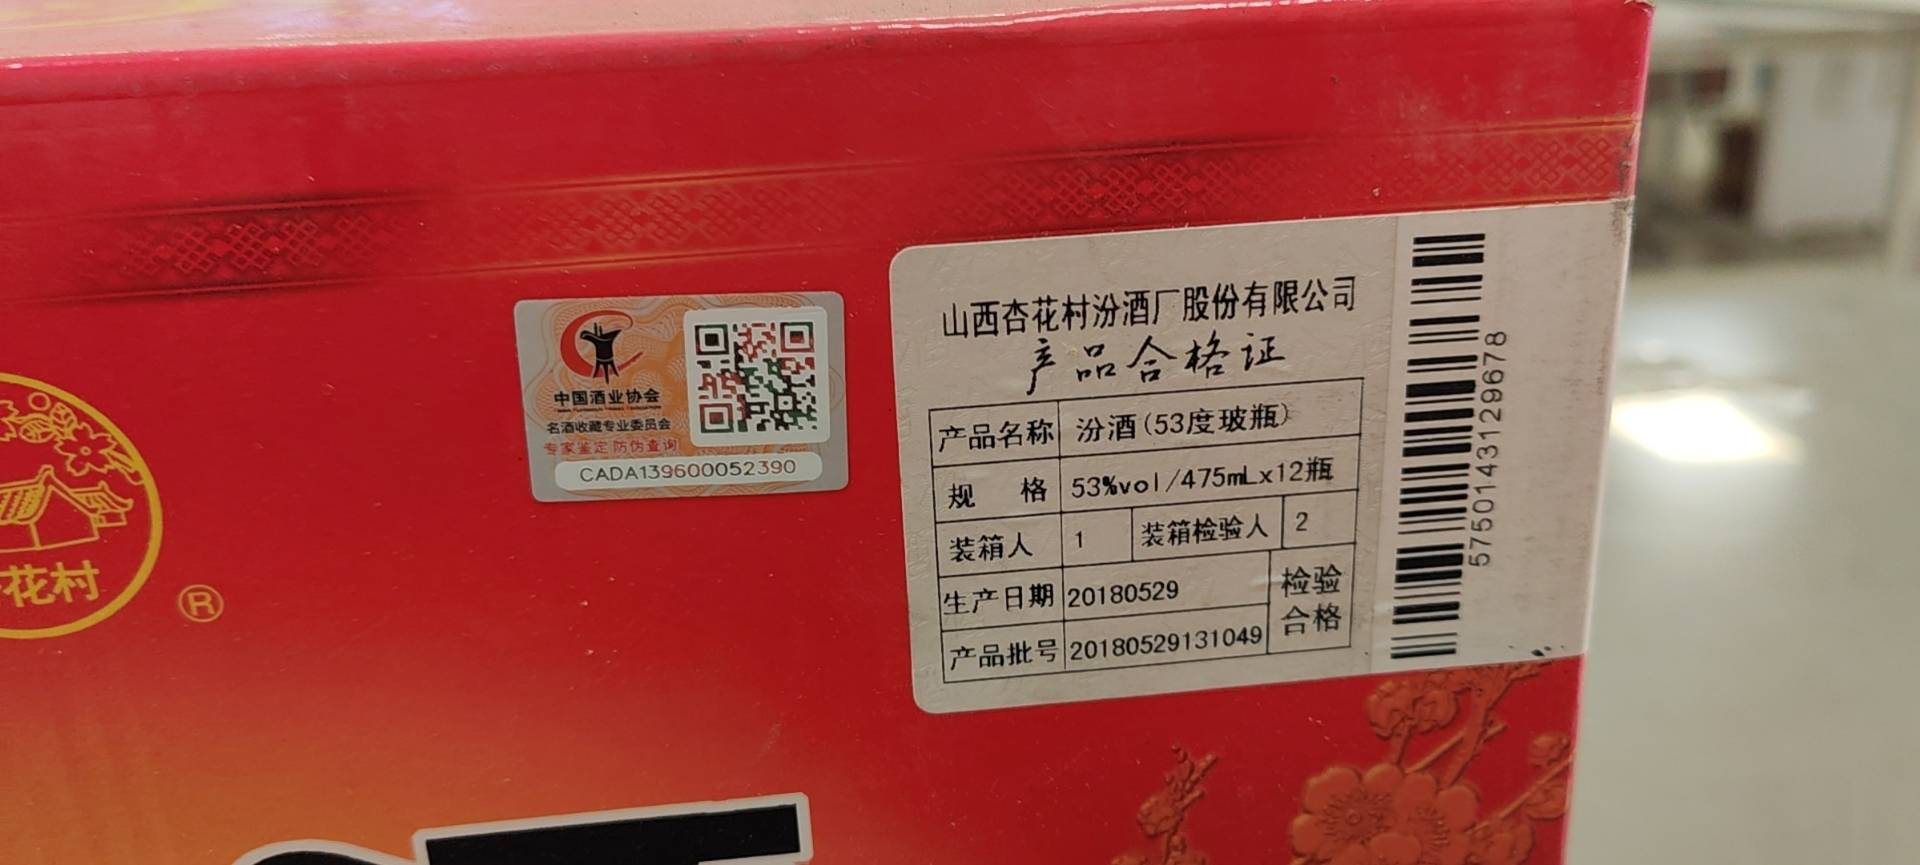 花村
®
中国酒业协会
名酒收藏专业委员会
专家鉴定 防伪查询
CADA139600052390
山西杏花村汾酒厂股份有限公司
产品合格证
产品名称 汾酒(53度玻瓶)
规 格 53%vol/475mLx12瓶
装箱人 1 装箱检验人 2
生产日期 20180529 检验
合格
产品批号 20180529131049
5750143129678